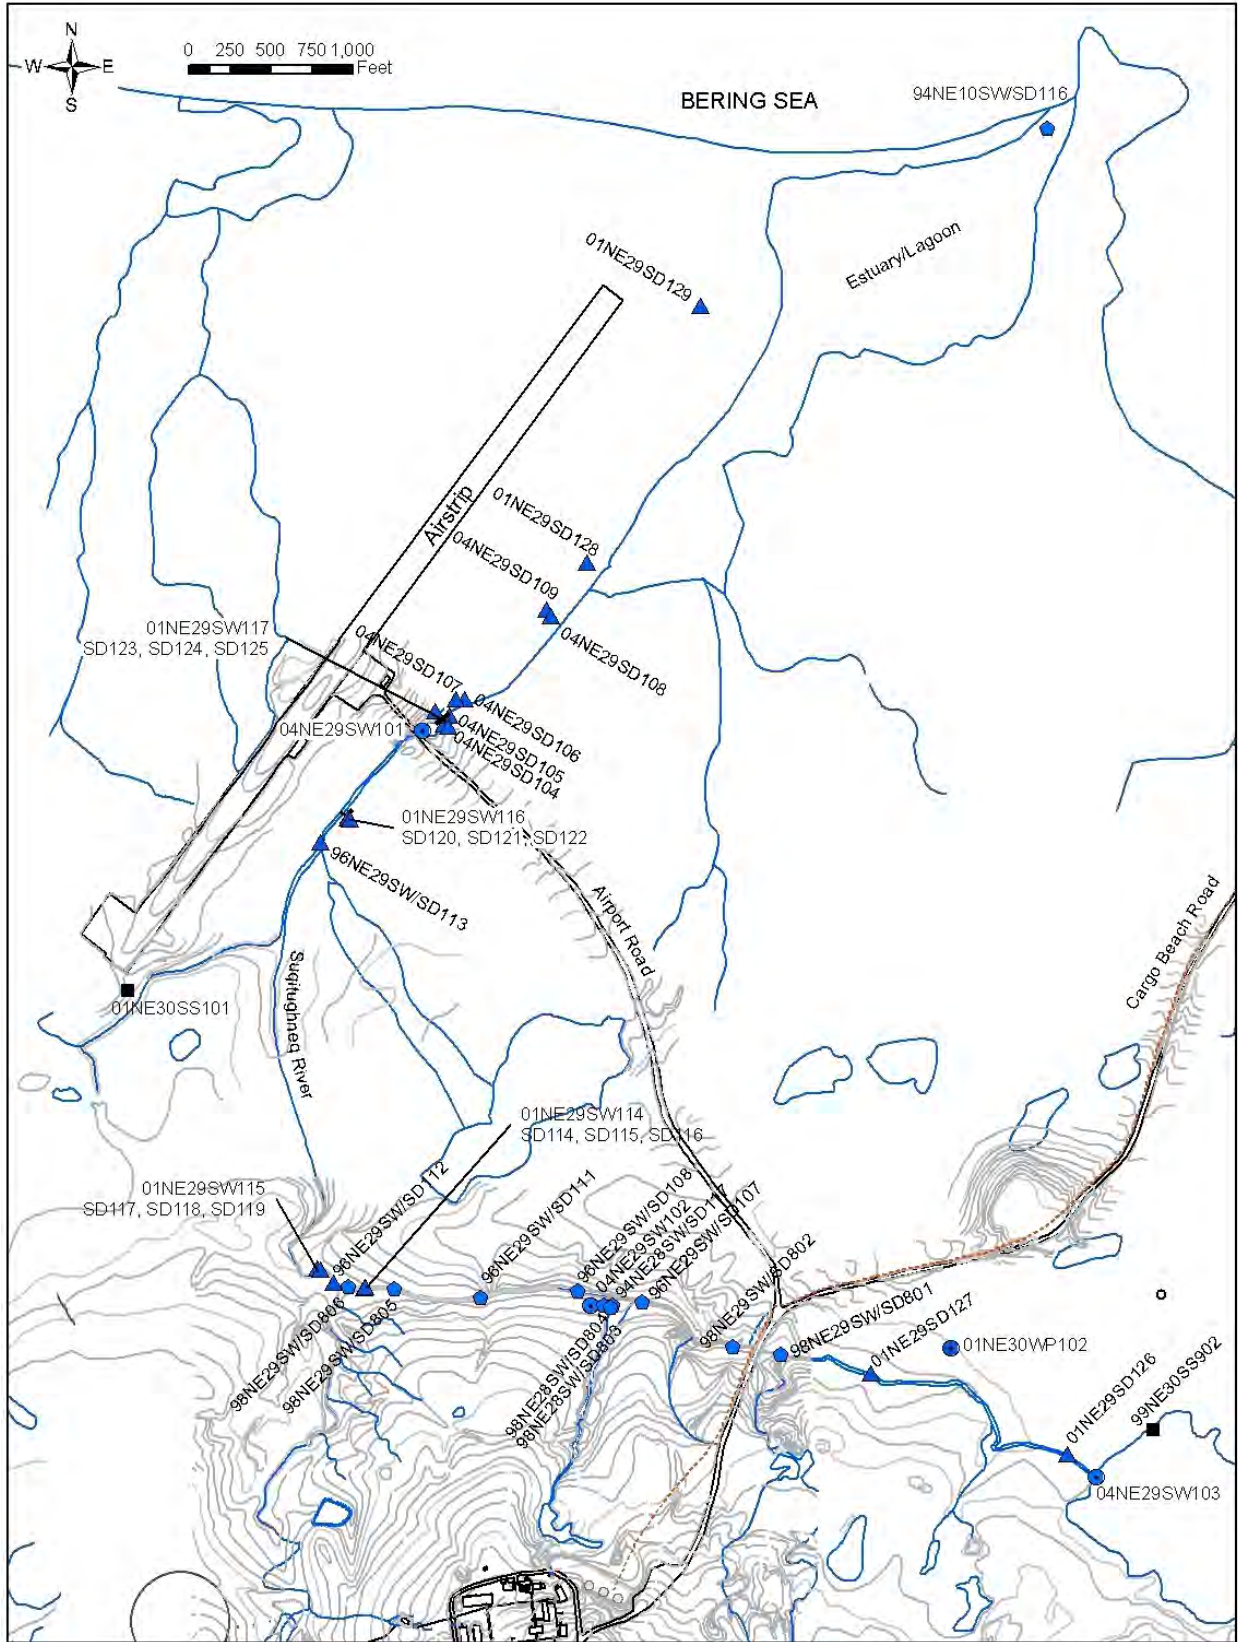 N
W E
S
0 250 500 750 1,000
Feet
BERING SEA
94NE10SW/SD116
Estuary/Lagoon
01NE29SD129
Airstrip
01NE29SD128
04NE29SD109
04NE29SD108
01NE29SW117
SD123, SD124, SD125
04NE29SD107
04NE29SD106
04NE29SW101
04NE29SD105
04NE29SD104
01NE29SW116
SD120, SD121, SD122
96NE29SW/SD113
Airport Road
Cargo Beach Road
Suqitughneq River
01NE30SS101
01NE29SW114
SD114, SD115, SD116
01NE29SW115
SD117, SD118, SD119
96NE29SW/SD112
96NE29SW/SD111
96NE29SW/SD108
04NE29SW102
94NE28SW/SD117
96NE29SW/SD107
98NE29SW/SD802
98NE29SW/SD801
98NE29SW/SD806
98NE29SW/SD805
98NE28SW/SD804
98NE28SW/SD803
01NE29SD127
01NE30WP102
01NE29SD126
99NE30SS902
04NE29SW103